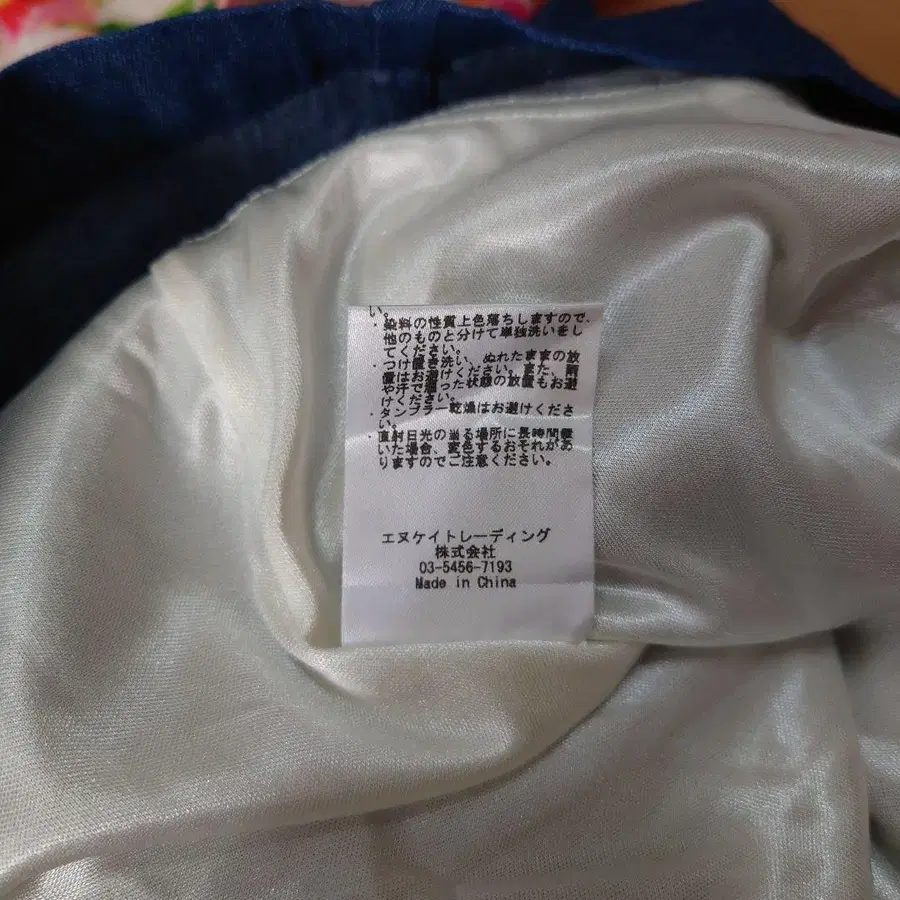 い。
・染料の性質上色落ちしますので、
他のものと分けて単独洗いをし
てください。
・つけ置き洗い、ぬれたままの放
置はお避けください。また、雨
や汗で湿った状態の放置もお避
けください。
・タンブラー乾燥はお避けくださ
い。
・直射日光の当る場所に長時間置
いた場合、変色するおそれがあ
りますのでご注意ください。
エヌケイトレーディング
株式会社
03-5456-7193
Made in China